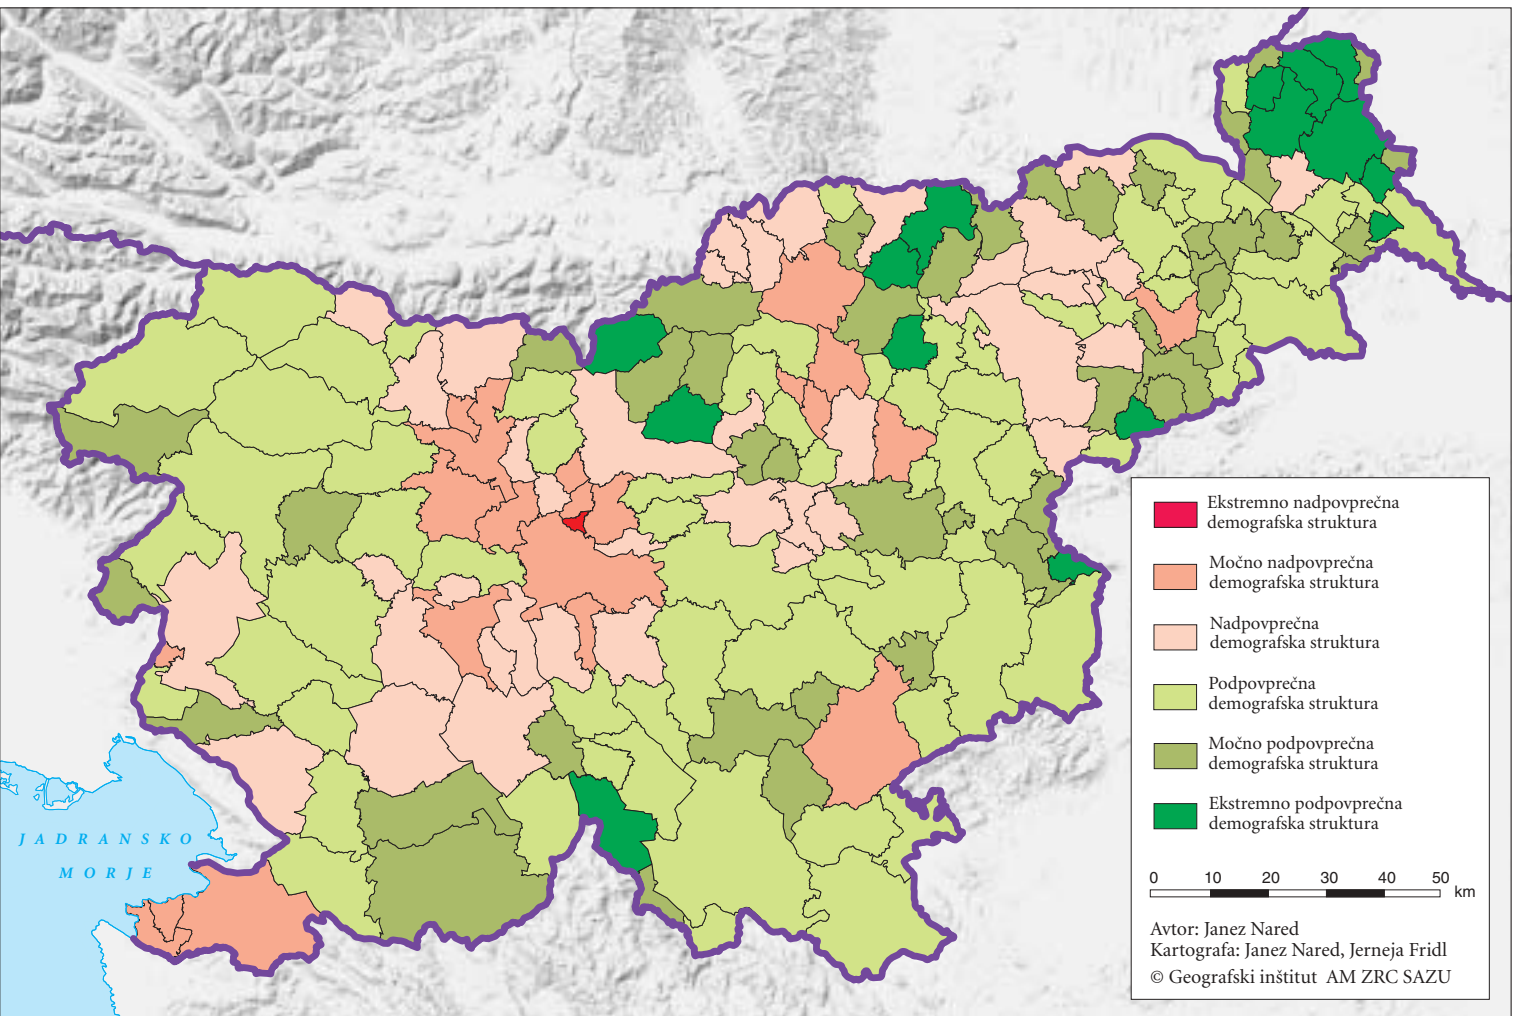 JADRANSKO
MORJE
Ekstremno nadpovprečna
demografska struktura
Močno nadpovprečna
demografska struktura
Nadpovprečna
demografska struktura
Podpovprečna
demografska struktura
Močno podpovprečna
demografska struktura
Ekstremno podpovprečna
demografska struktura
0 10 20 30 40 50
km
Avtor: Janez Nared
Kartografa: Janez Nared, Jerneja Fridl
© Geografski inštitut AM ZRC SAZU